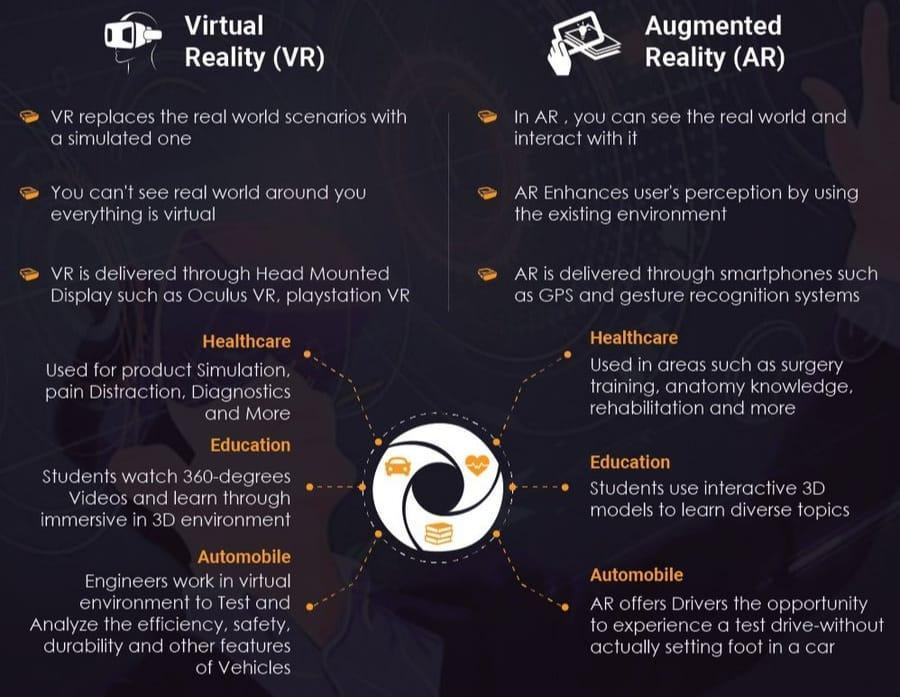 Virtual
Reality (VR)
VR replaces the real world scenarios with
a simulated one
You can't see real world around you
everything is virtual
VR is delivered through Head Mounted
Display such as Oculus VR, playstation VR
Augmented
Reality (AR)
In AR , you can see the real world and
interact with it
AR Enhances user's perception by using
the existing environment
AR is delivered through smartphones such
as GPS and gesture recognition systems
Healthcare
Used for product Simulation,
pain Distraction, Diagnostics
and More
Education
Students watch 360-degrees
Videos and learn through
immersive in 3D environment
Automobile
Engineers work in virtual
environment to Test and
Analyze the efficiency, safety,
durability and other features
of Vehicles
Healthcare
Used in areas such as surgery
training, anatomy knowledge,
rehabilitation and more
Education
Students use interactive 3D
models to learn diverse topics
Automobile
AR offers Drivers the opportunity
to experience a test drive-without
actually setting foot in a car